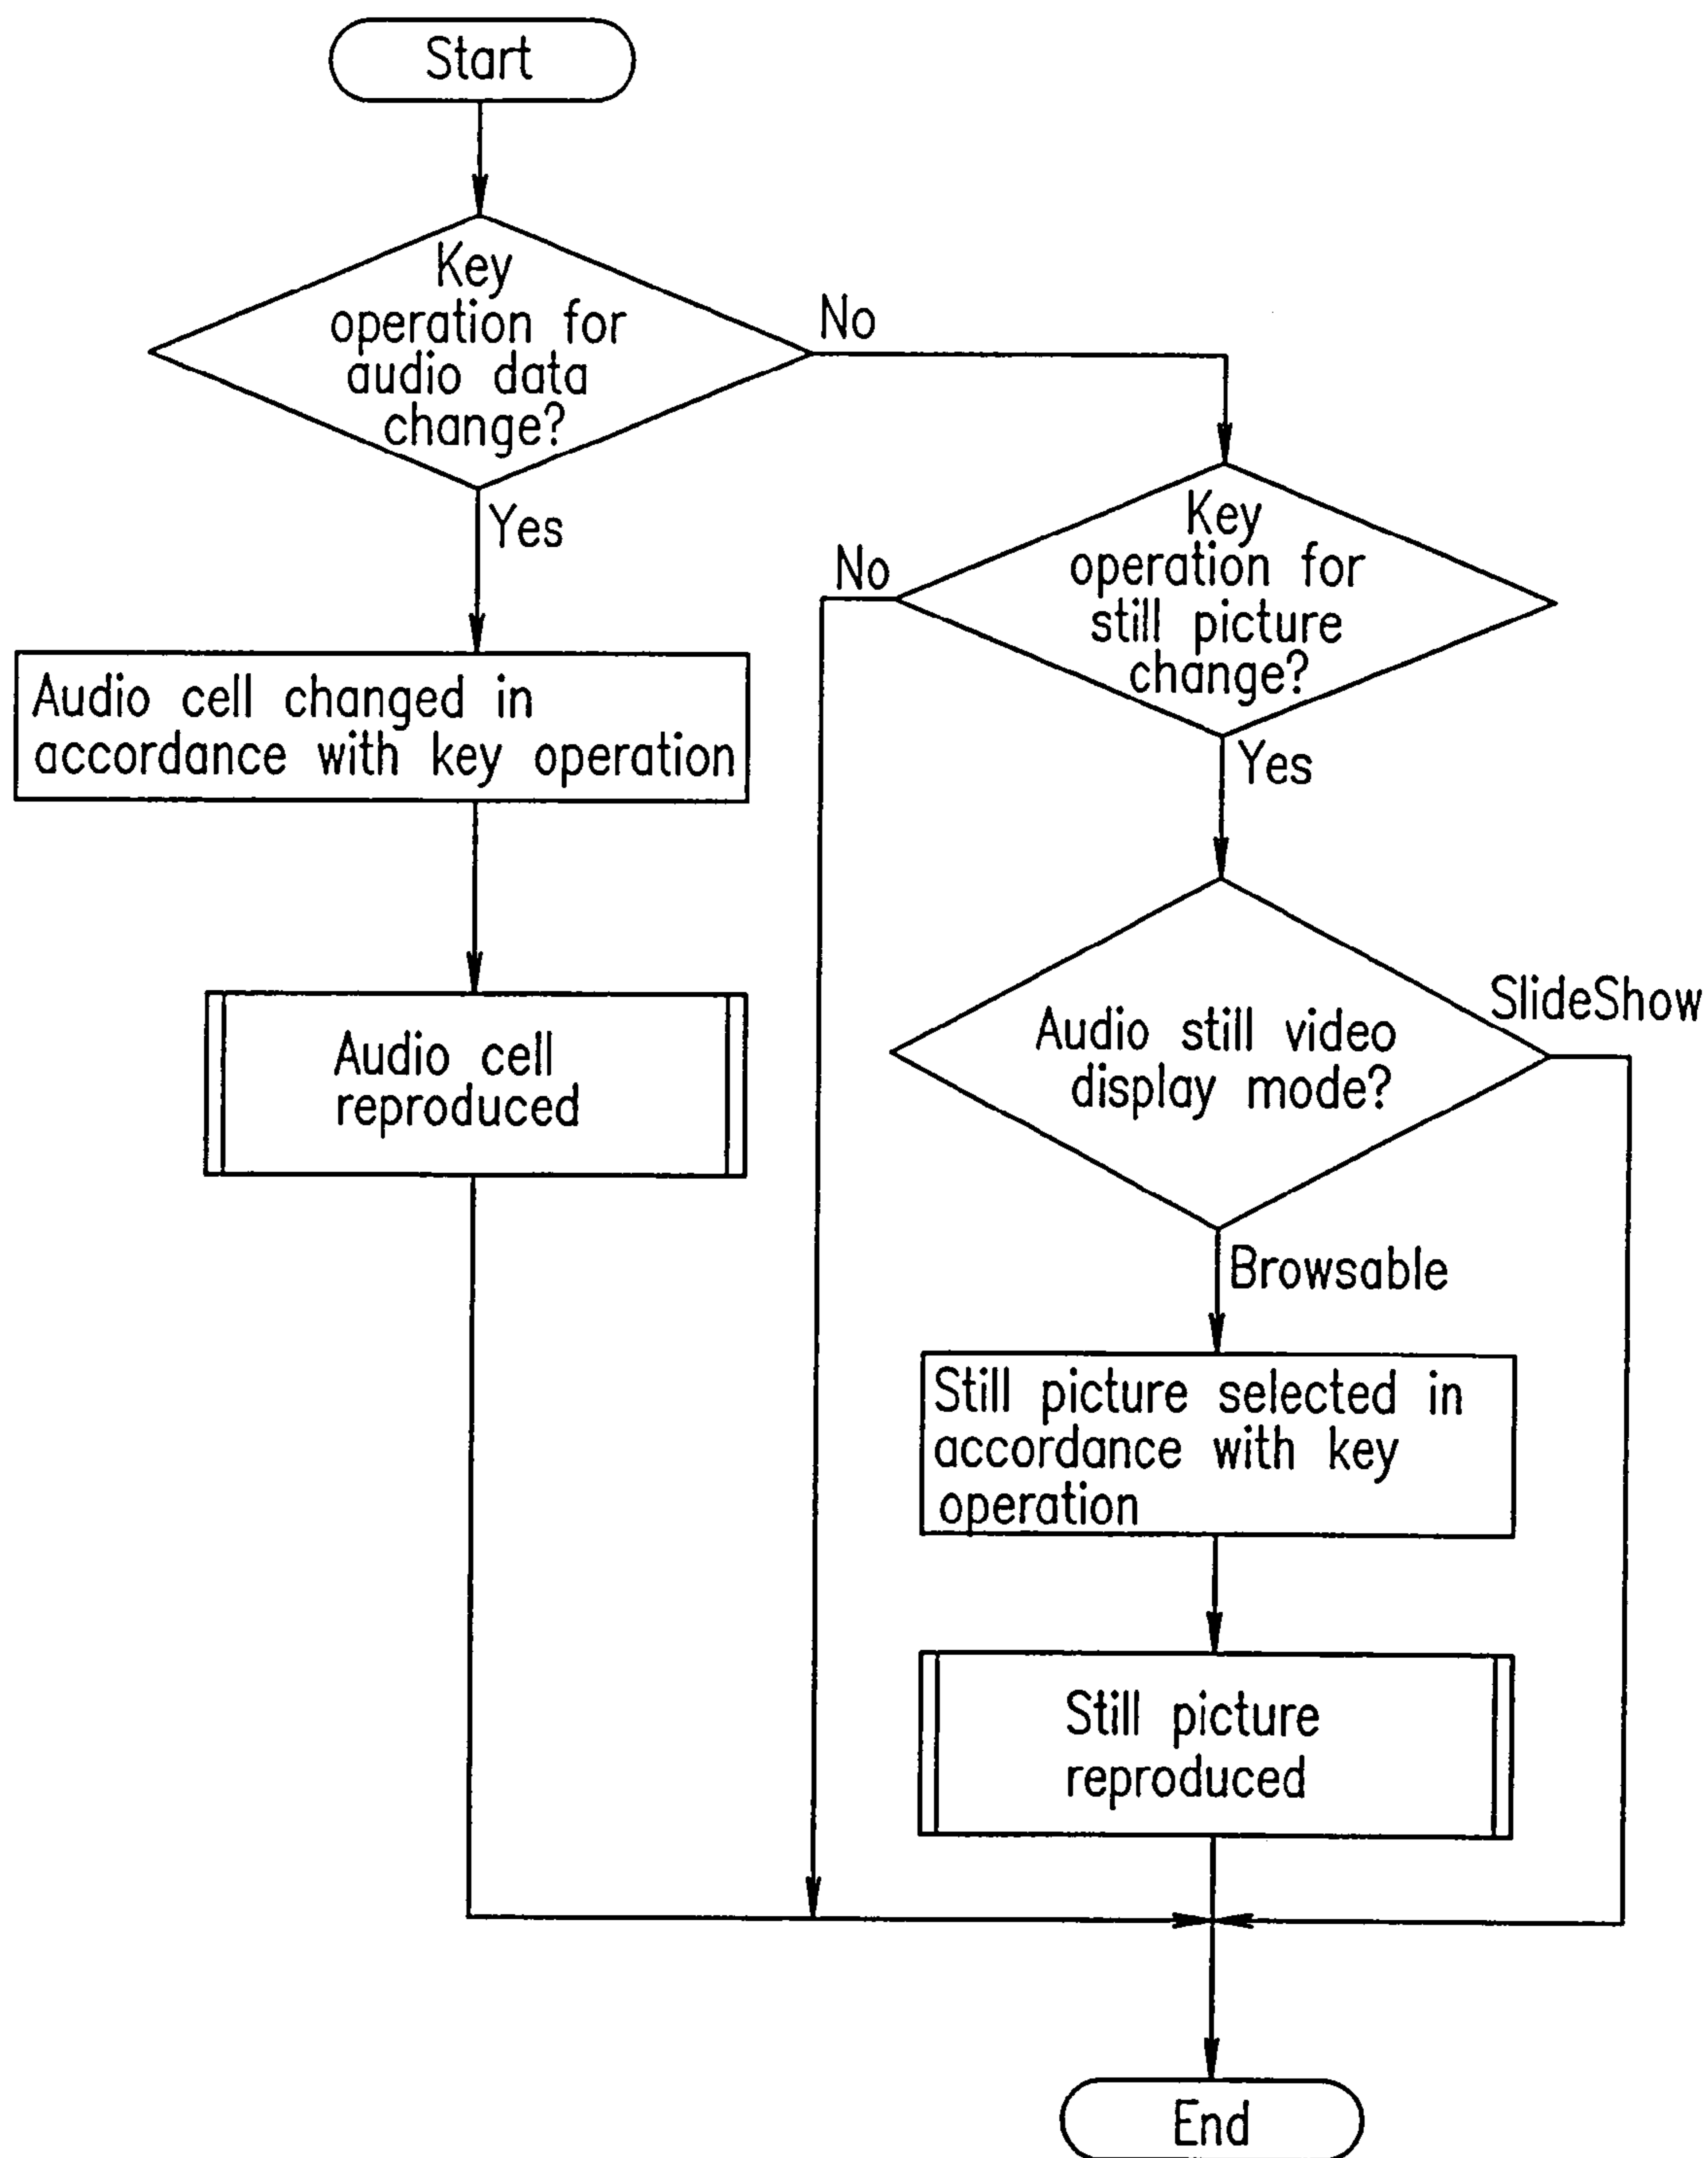 Start
Key
operation for
audio data
change?
No
Yes
Key
operation for
still picture
change?
No
Yes
Audio cell changed in
accordance with key operation
Audio cell
reproduced
Audio still video
display mode?
SlideShow
Browsable
Still picture selected in
accordance with key
operation
Still picture
reproduced
End